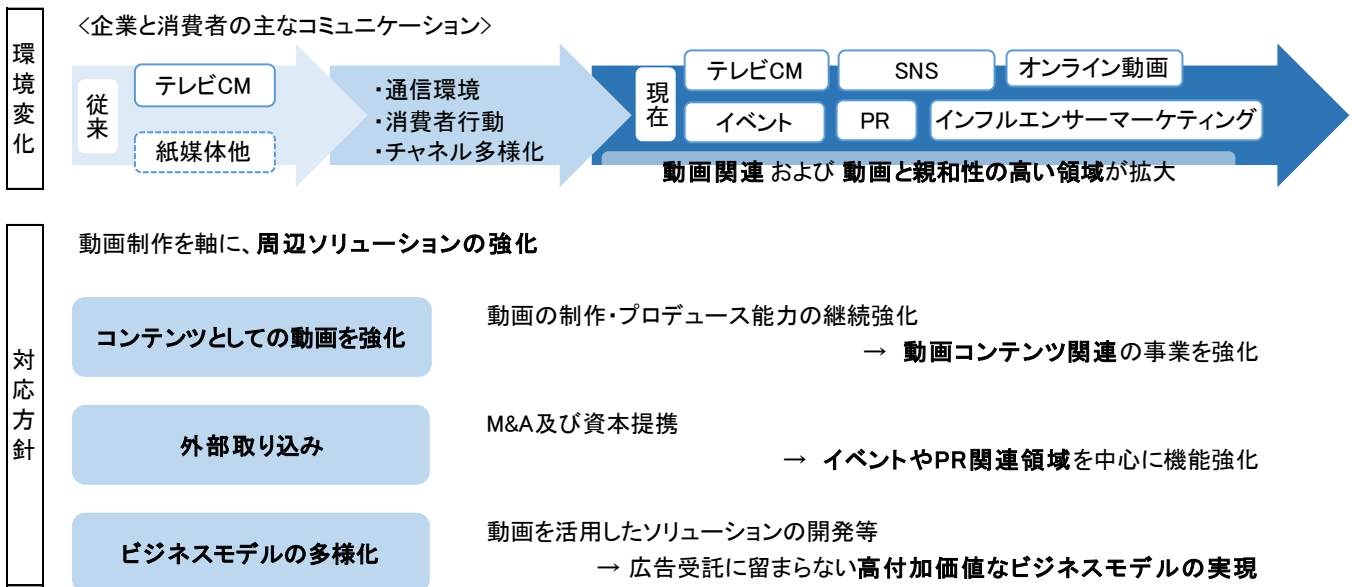 環境変化
<企業と消費者の主なコミュニケーション>
従来
テレビCM
紙媒体他
・通信環境
・消費者行動
・チャネル多様化
現在
テレビCM
SNS
オンライン動画
イベント
PR
インフルエンサーマーケティング
動画関連 および 動画と親和性の高い領域が拡大
対応方針
動画制作を軸に、周辺ソリューションの強化
コンテンツとしての動画を強化
動画の制作・プロデュース能力の継続強化
→ 動画コンテンツ関連の事業を強化
外部取り込み
M&A及び資本提携
→ イベントやPR関連領域を中心に機能強化
ビジネスモデルの多様化
動画を活用したソリューションの開発等
→ 広告受託に留まらない高付加価値なビジネスモデルの実現